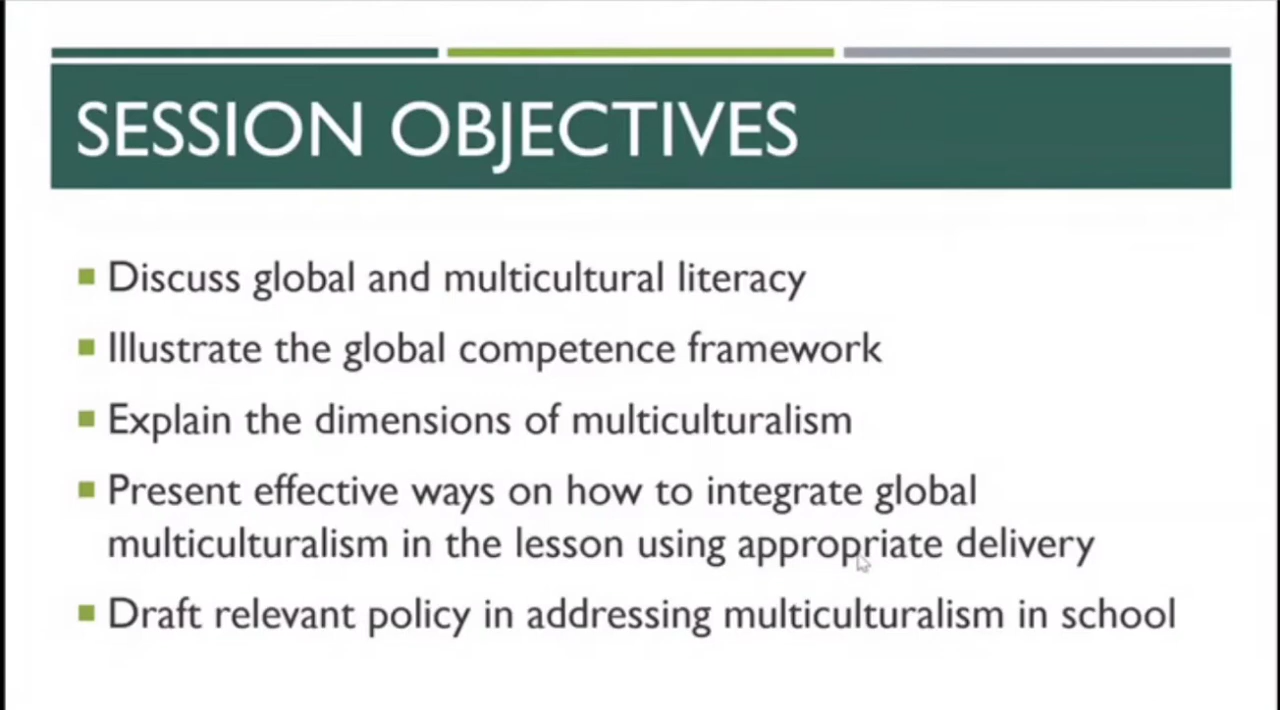 SESSION OBJECTIVES
Discuss global and multicultural literacy
Illustrate the global competence framework
Explain the dimensions of multiculturalism
Present effective ways on how to integrate global
multiculturalism in the lesson using appropriate delivery
Draft relevant policy in addressing multiculturalism in school